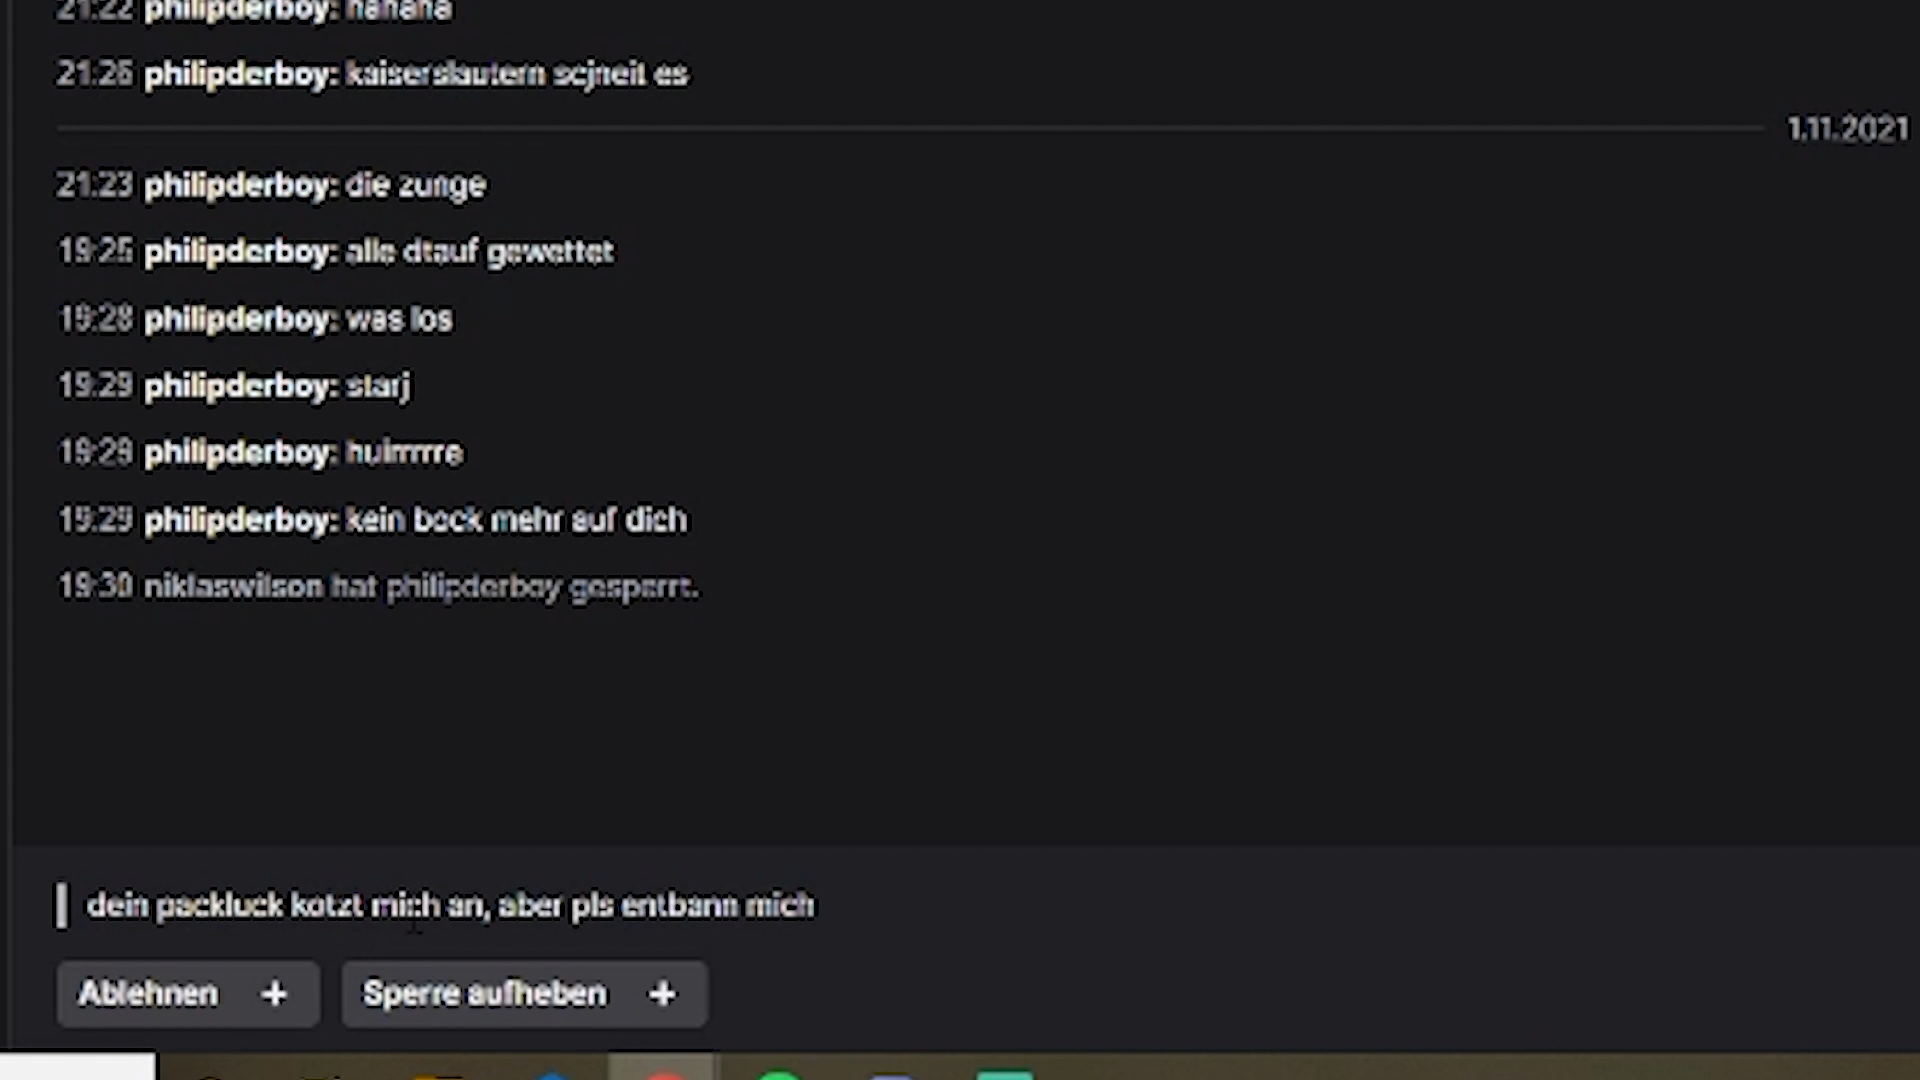 21:22 philipderboy: hahaha
21:26 philipderboy: kaiserslautern scjneit es
1.11.2021
21:23 philipderboy: die zunge
19:25 philipderboy: alle dtauf gewettet
19:28 philipderboy: was los
19:29 philipderboy: starj
19:29 philipderboy: huirrrrre
19:29 philipderboy: kein bock mehr auf dich
19:30 niklaswilson hat philipderboy gesperrt.
dein packluck kotzt mich an, aber pls entbann mich
Ablehnen + Sperre aufheben +